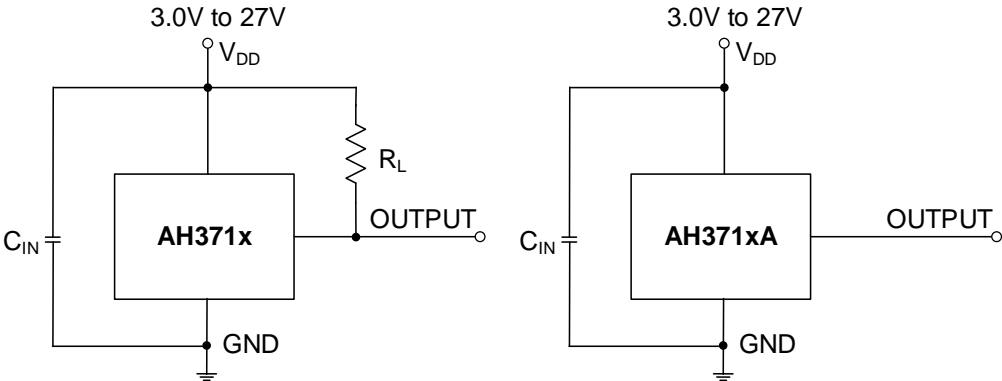 3.0V to 27V
V_DD
R_L
OUTPUT
C_IN
AH371x
GND
3.0V to 27V
V_DD
OUTPUT
C_IN
AH371xA
GND